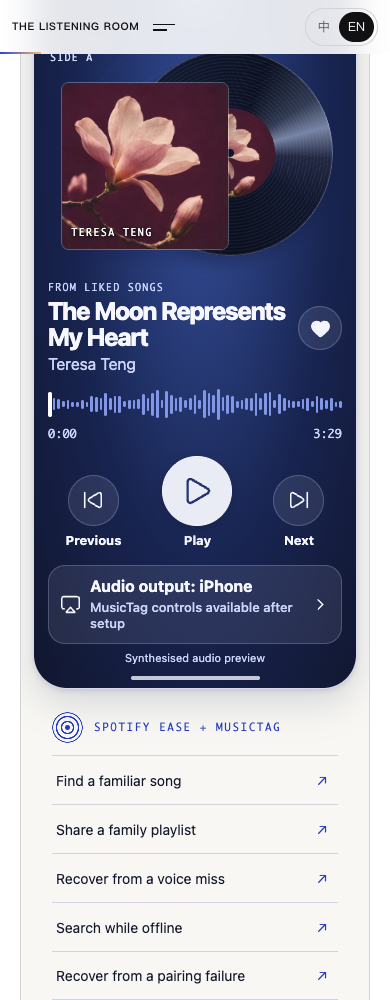 THE LISTENING ROOM
中
EN
SIDE A
TERESA TENG
FROM LIKED SONGS
The Moon Represents
My Heart
Teresa Teng
0:00
3:29
Previous
Play
Next
Audio output: iPhone
MusicTag controls available after
setup
Synthesised audio preview
SPOTIFY EASE + MUSICTAG
Find a familiar song
Share a family playlist
Recover from a voice miss
Search while offline
Recover from a pairing failure